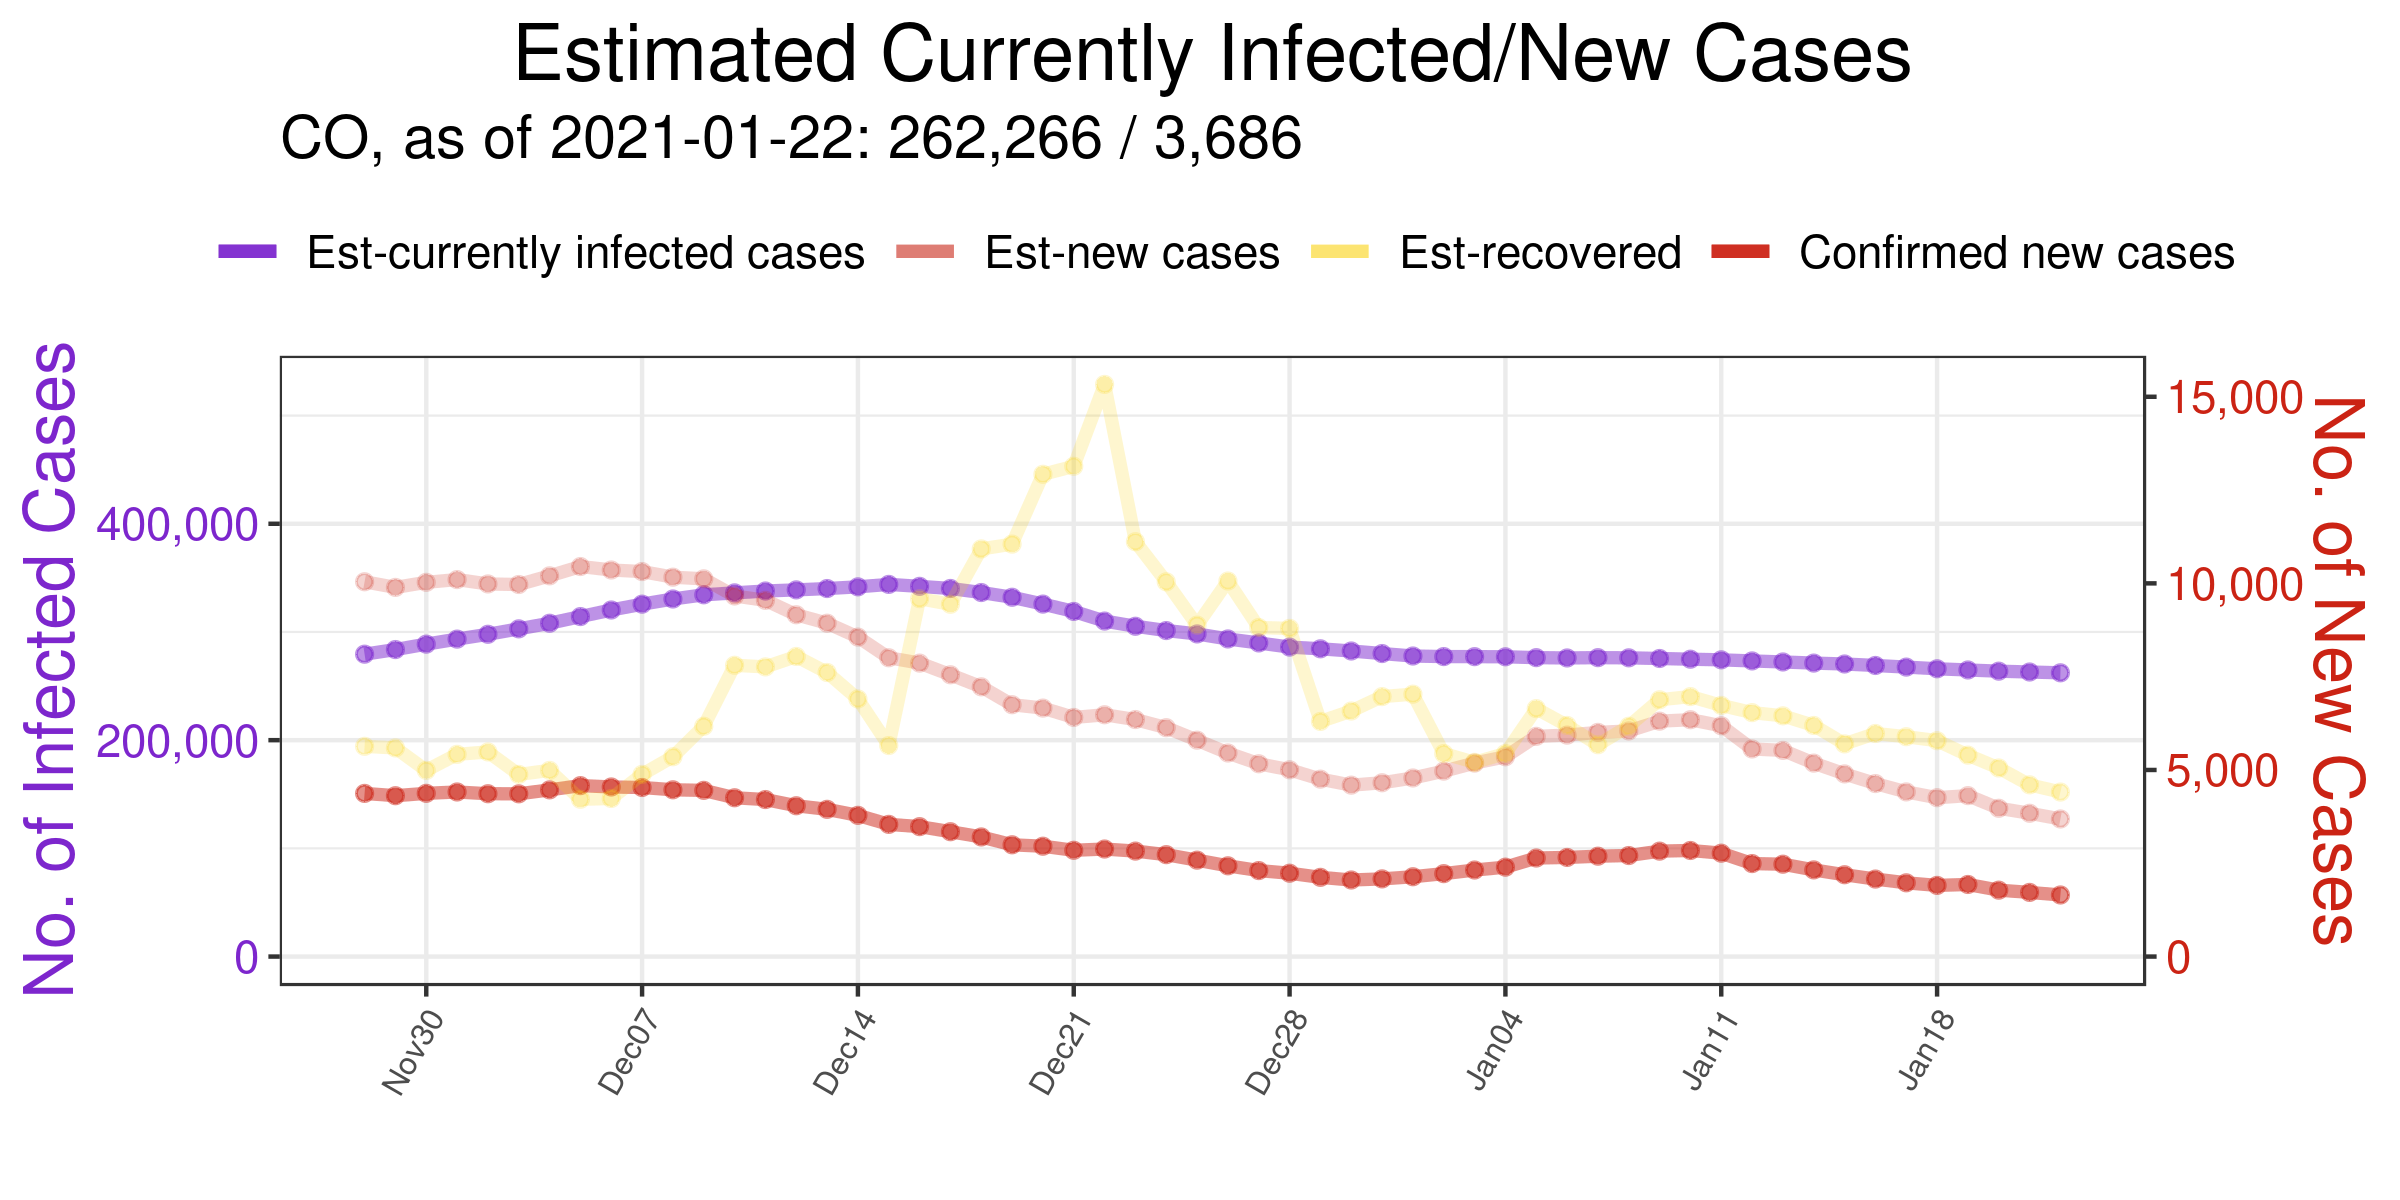 Estimated Currently Infected/New Cases
CO, as of 2021-01-22: 262,266 / 3,686
Est-currently infected cases Est-new cases Est-recovered Confirmed new cases
No. of Infected Cases
400,000
200,000
0
15,000
10,000
5,000
0
No. of New Cases
Nov30 Dec07 Dec14 Dec21 Dec28 Jan04 Jan11 Jan18